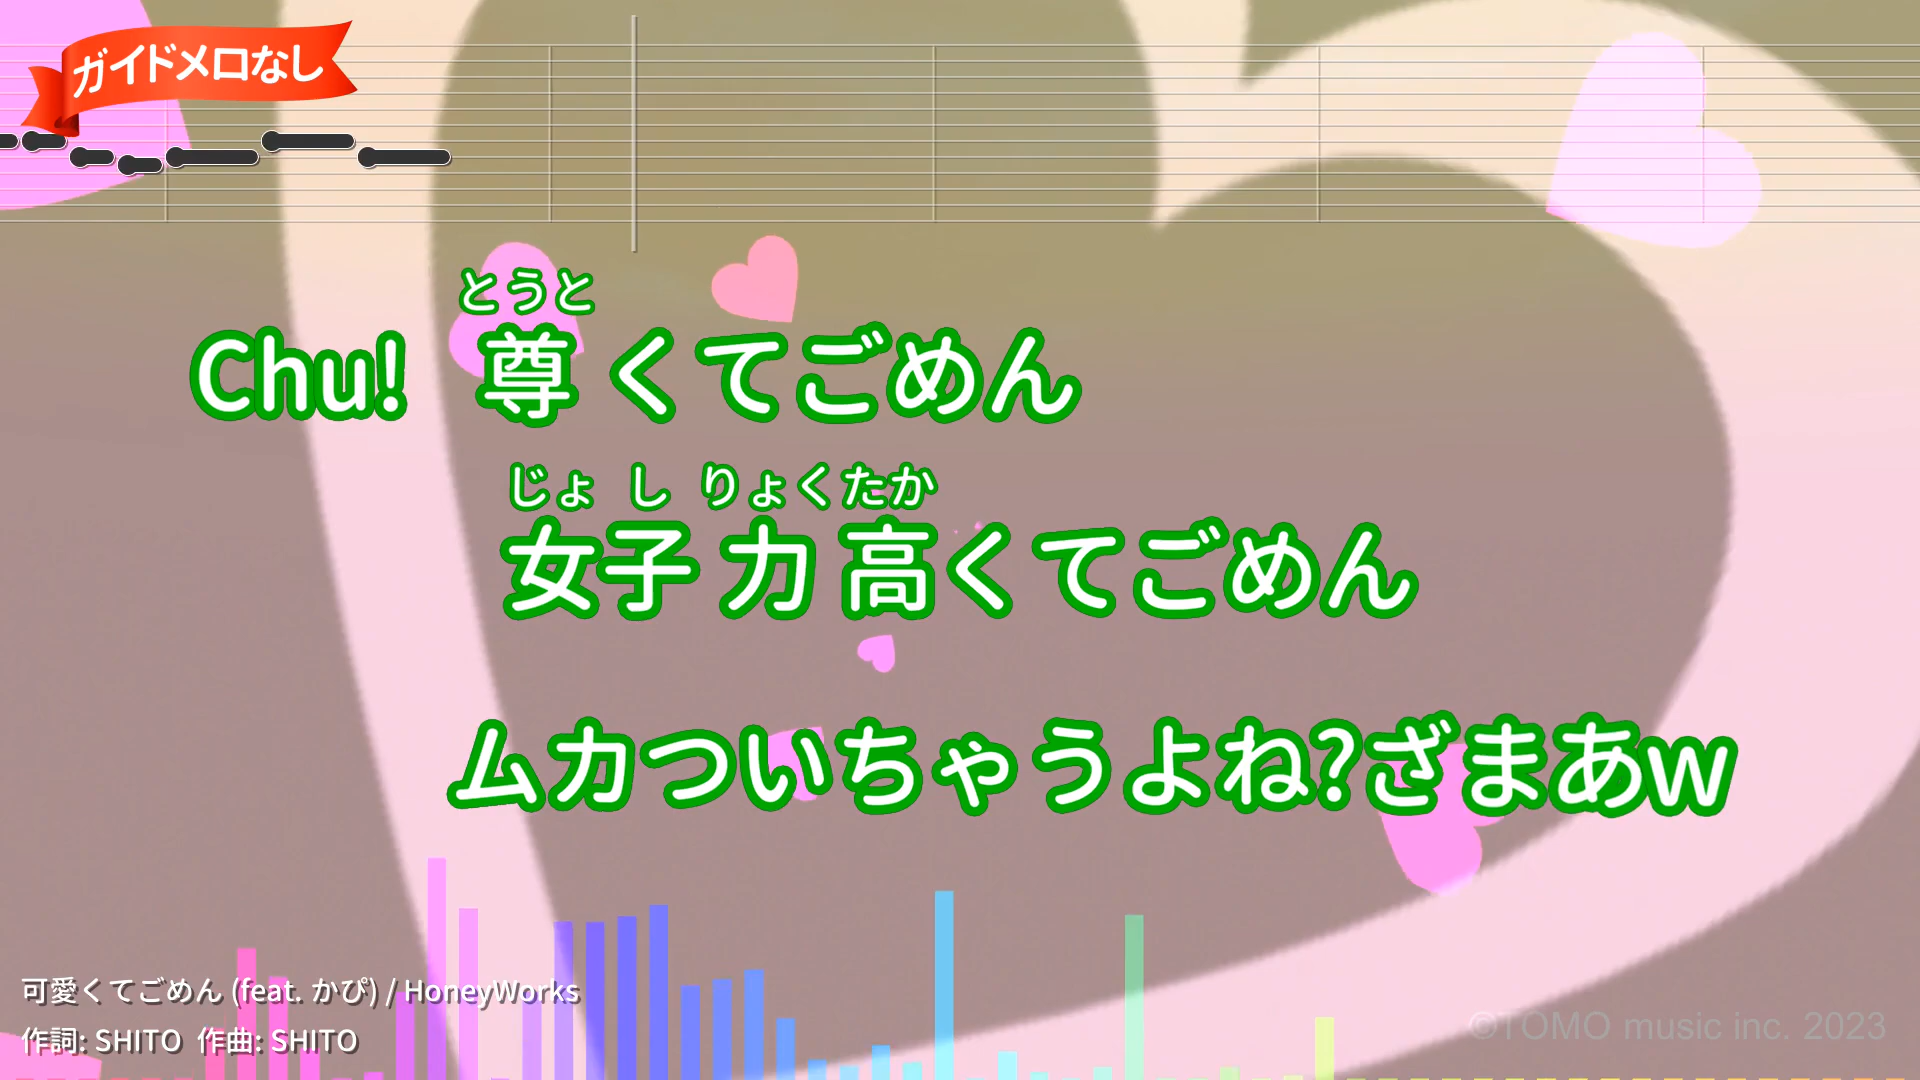 ガイドメロなし
とうと
Chu! 尊くてごめん
じょ し りょくたか
女子力高くてごめん
ムカついちゃうよね?ざまあw
可愛くてごめん (feat. かぴ) / HoneyWorks
作詞: SHITO 作曲: SHITO
©TOMO music inc. 2023